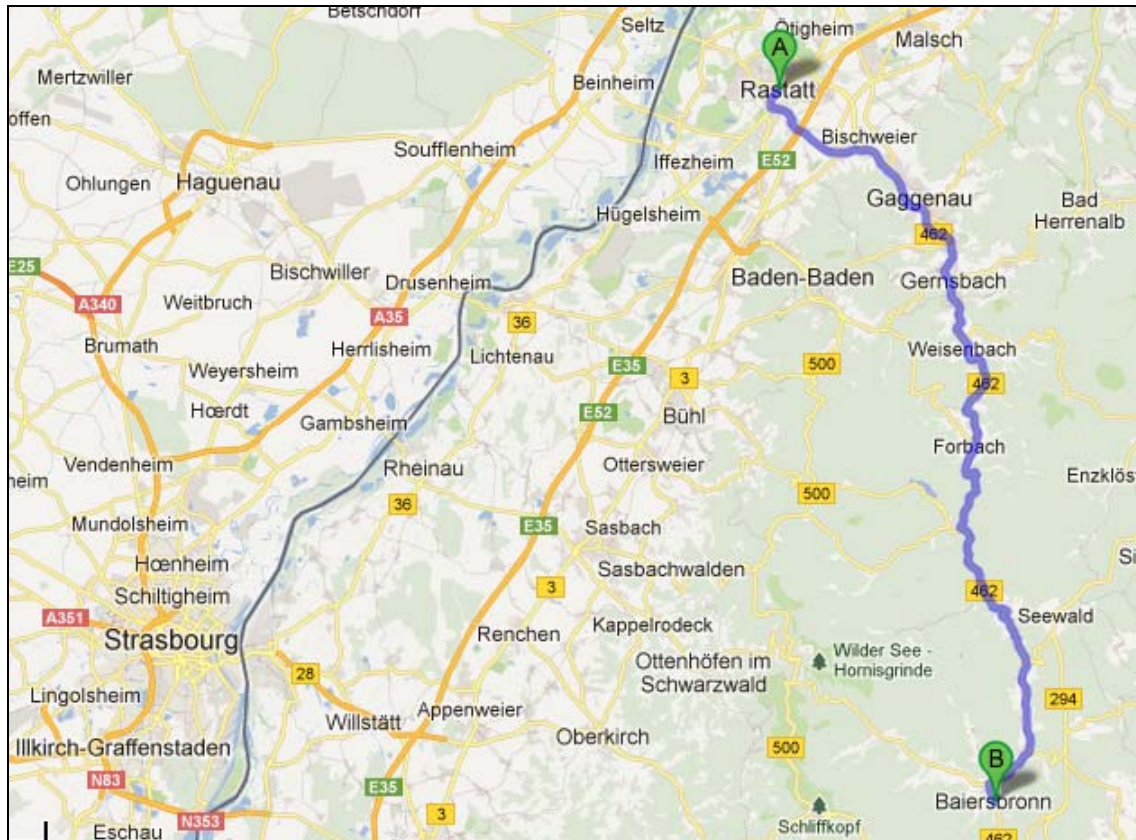 Betschdorf
Seltz
Ötigheim
Malsch
A
Mertzwiller
Beinheim
Rastatt
offen
Soufflenheim
Bischweier
Iffezheim
E52
Ohlungen
Haguenau
Gaggenau
Bad
Herrenalb
Hügelsheim
462
E25
Bischwiller
Drusenheim
Baden-Baden
Gernsbach
A340
Weitbruch
A35
36
Brumath
Herrlisheim
Lichtenau
Weisenbach
Weyersheim
E35
500
3
462
Hœrdt
Gambsheim
E52
Bühl
Forbach
Vendenheim
Rheinau
Ottersweier
heim
Enzklöst
500
36
Mundolsheim
E35
Sasbach
Hœnheim
Sasbachwalden
Si
Schiltigheim
3
462
A351
Seewald
Strasbourg
Renchen
Kappelrodeck
Wilder See -
Hornisgrinde
Ottenhöfen im
Schwarzwald
28
Lingolsheim
294
Willstätt
Appenweier
Oberkirch
Illkirch-Graffenstaden
500
B
N83
E35
Baiersbronn
N353
3
Eschau
Schliffkopf
462